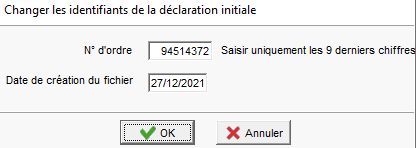 Changer les identifiants de la déclaration initiale
N° d'ordre 94514372 Saisir uniquement les 9 derniers chiffres
Date de création du fichier 27/12/2021
OK Annuler